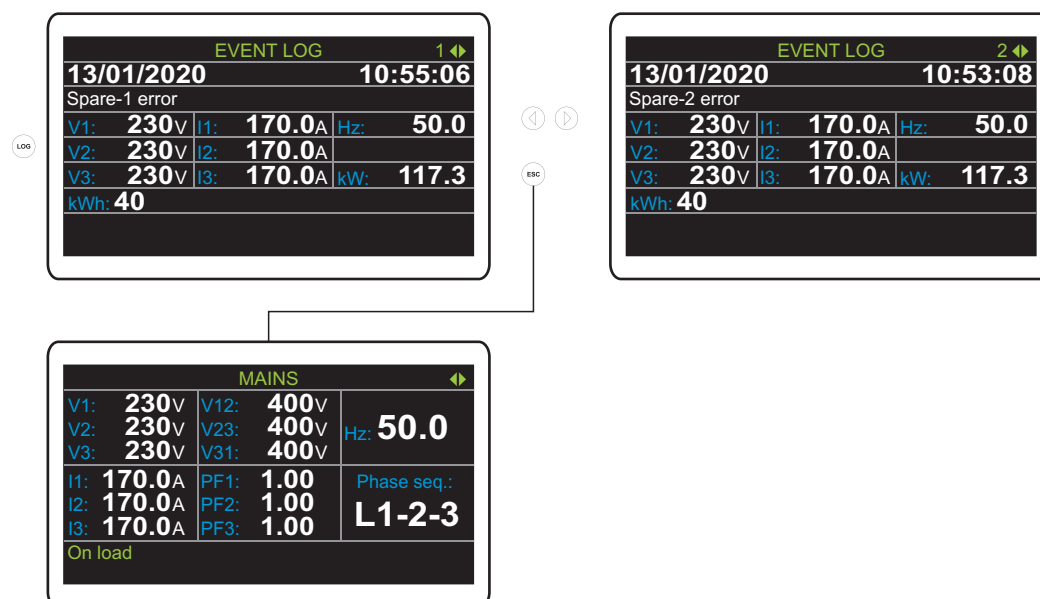 EVENT LOG 1
13/01/2020 10:55:06
Spare-1 error
V1: 230V I1: 170.0A Hz: 50.0
V2: 230V I2: 170.0A
V3: 230V I3: 170.0A kW: 117.3
kWh: 40
LOG
ESC
EVENT LOG 2
13/01/2020 10:53:08
Spare-2 error
V1: 230V I1: 170.0A Hz: 50.0
V2: 230V I2: 170.0A
V3: 230V I3: 170.0A kW: 117.3
kWh: 40
MAINS
V1: 230V V12: 400V
V2: 230V V23: 400V Hz: 50.0
V3: 230V V31: 400V
I1: 170.0A PF1: 1.00 Phase seq.:
I2: 170.0A PF2: 1.00 L1-2-3
I3: 170.0A PF3: 1.00
On load